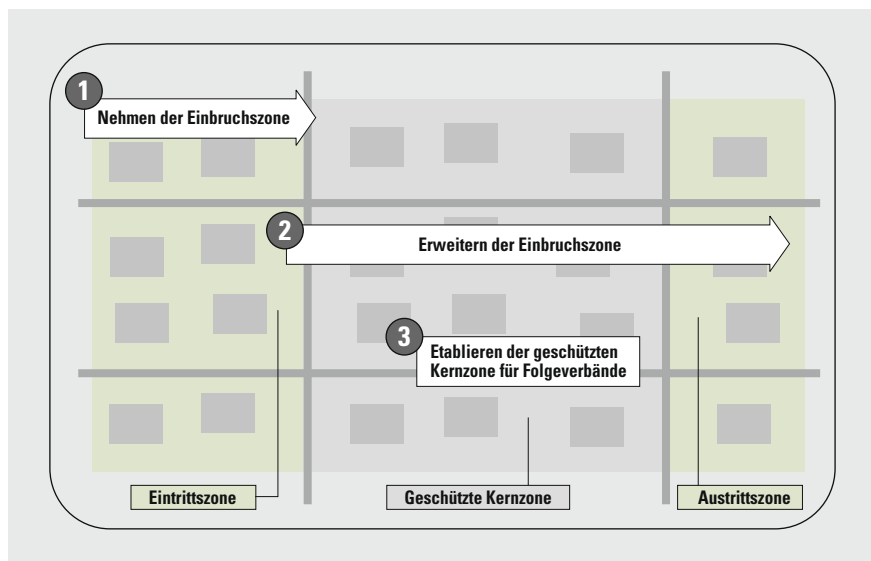 1
Nehmen der Einbruchszone
2
Erweitern der Einbruchszone
3
Etablieren der geschützten
Kernzone für Folgeverbände
Eintrittszone
Geschützte Kernzone
Austrittszone